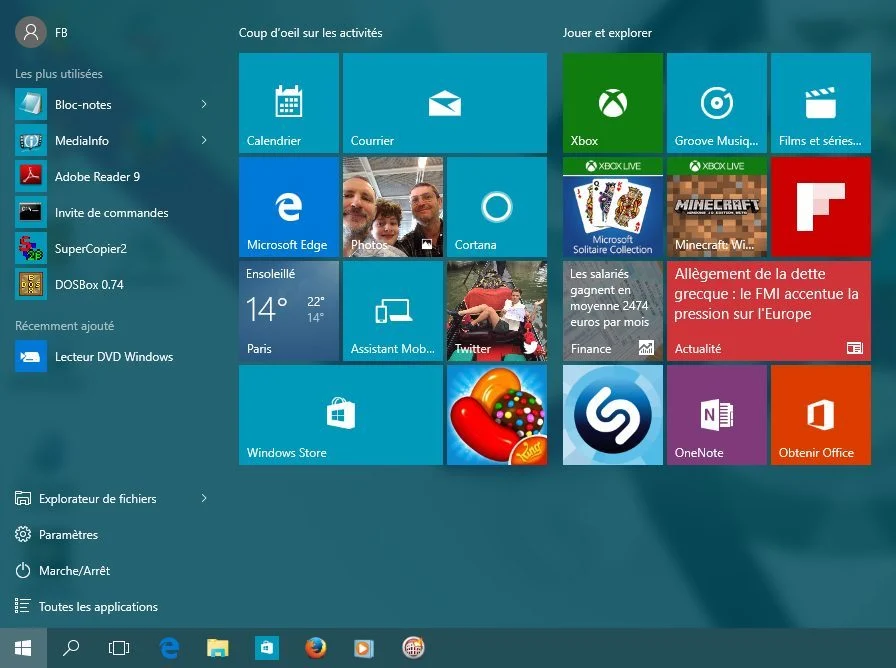 FB
Les plus utilisées
Bloc-notes
MediaInfo
Adobe Reader 9
Invite de commandes
SuperCopier2
DOSBox 0.74
Récemment ajouté
Lecteur DVD Windows
Explorateur de fichiers
Paramètres
Marche/Arrêt
Toutes les applications
Coup d'oeil sur les activités
Calendrier
Courrier
Microsoft Edge
Photos
Cortana
Ensoleillé
14°
22°
14°
Paris
Assistant Mob...
Twitter
Windows Store
King
Jouer et explorer
Xbox
Groove Musiq...
Films et séries...
XBOX LIVE
Microsoft
Solitaire Collection
XBOX LIVE
MINECRAFT
WINDOWS 10 EDITION BETA
Minecraft: Wi...
Les salariés
gagnent en
moyenne 2474
euros par mois
Finance
Allègement de la dette
grecque : le FMI accentue la
pression sur l'Europe
Actualité
N
OneNote
Obtenir Office